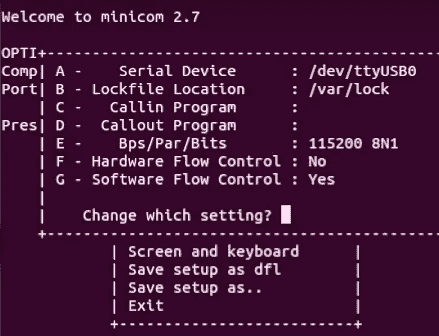 Welcome to minicom 2.7
OPTI+-----------------------------------------------
Comp| A -    Serial Device      : /dev/ttyUSB0
Port| B - Lockfile Location     : /var/lock
    | C -   Callin Program      :
Pres| D -  Callout Program      :
    | E -    Bps/Par/Bits       : 115200 8N1
    | F - Hardware Flow Control : No
    | G - Software Flow Control : Yes
    |
    |    Change which setting?
    +-----------------------------------------------
            | Screen and keyboard      |
            | Save setup as dfl        |
            | Save setup as..          |
            | Exit                     |
            +--------------------------+